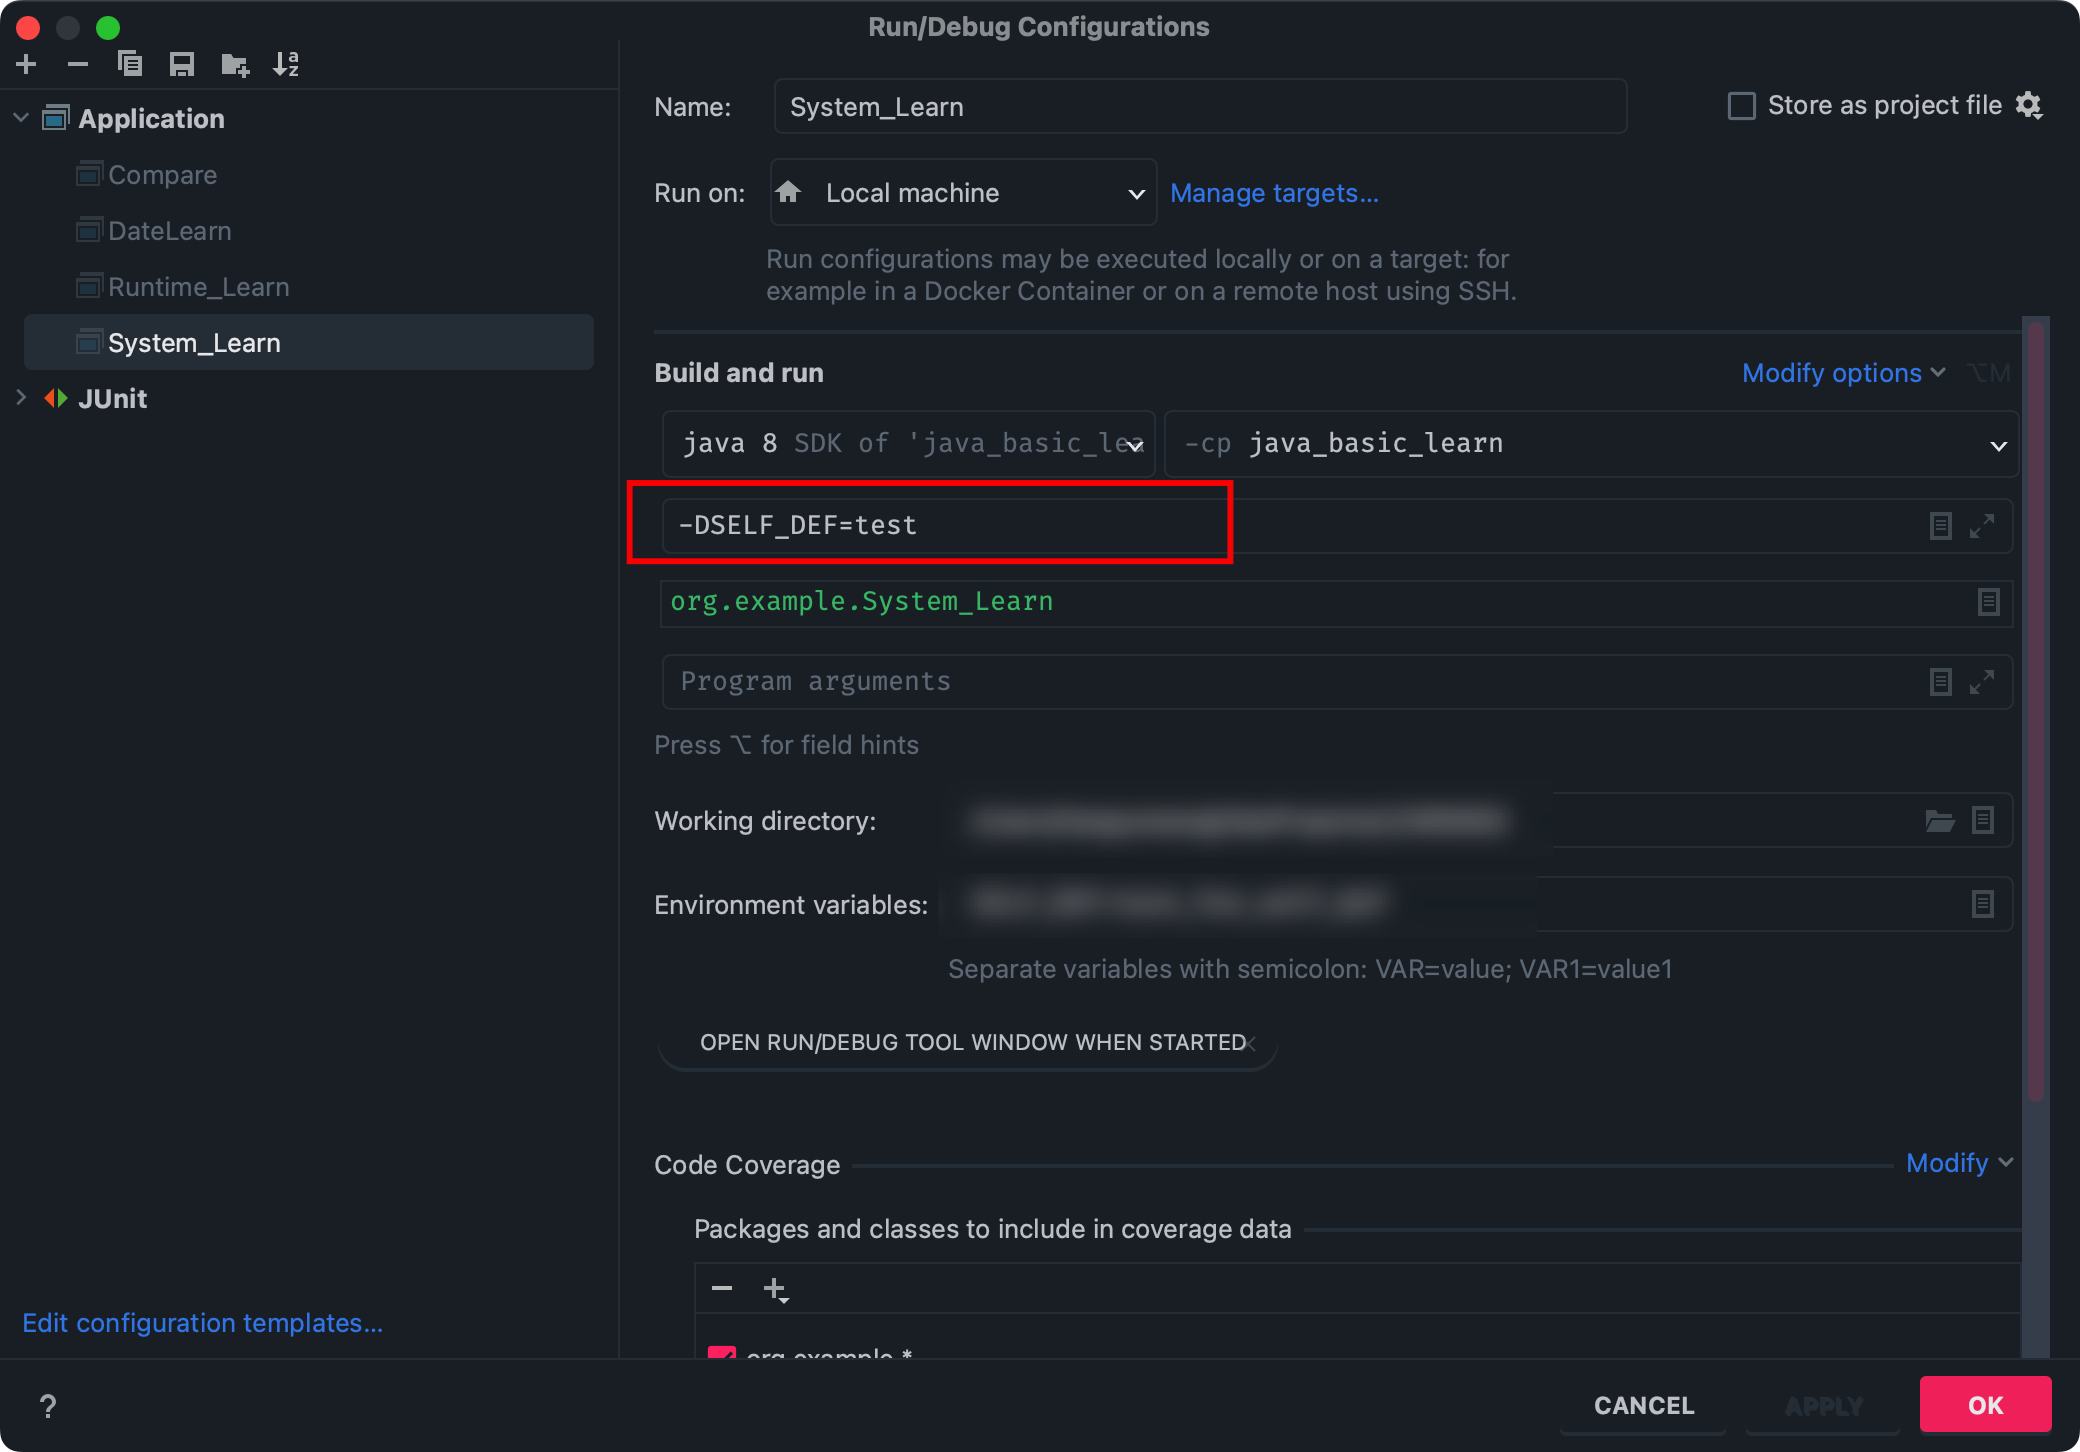 Run/Debug Configurations
Application
Compare
DateLearn
Runtime_Learn
System_Learn
JUnit
Edit configuration templates...
Name:
System_Learn
Store as project file
Run on:
Local machine
Manage targets...
Run configurations may be executed locally or on a target: for
example in a Docker Container or on a remote host using SSH.
Build and run
Modify options
⌥M
java 8 SDK of 'java_basic_lea
-cp java_basic_learn
-DSELF_DEF=test
org.example.System_Learn
Program arguments
Press ⌥ for field hints
Working directory:
Environment variables:
Separate variables with semicolon: VAR=value; VAR1=value1
OPEN RUN/DEBUG TOOL WINDOW WHEN STARTED
Code Coverage
Modify
Packages and classes to include in coverage data
org.example.*
?
CANCEL
APPLY
OK